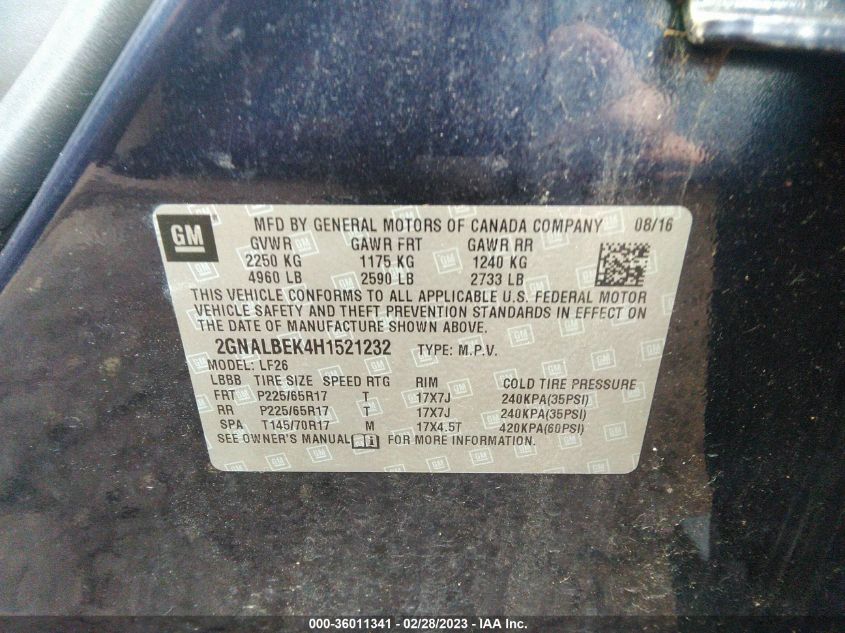 GM
MFD BY GENERAL MOTORS OF CANADA COMPANY 08/16
GVWR GAWR FRT GAWR RR
2250 KG 1175 KG 1240 KG
4960 LB 2590 LB 2733 LB
THIS VEHICLE CONFORMS TO ALL APPLICABLE U.S. FEDERAL MOTOR
VEHICLE SAFETY AND THEFT PREVENTION STANDARDS IN EFFECT ON
THE DATE OF MANUFACTURE SHOWN ABOVE.
2GNALBEK4H1521232 TYPE: M.P.V.
MODEL: LF26
LBBB TIRE SIZE SPEED RTG RIM COLD TIRE PRESSURE
FRT P225/65R17 T 17X7J 240KPA(35PSI)
RR P225/65R17 T 17X7J 240KPA(35PSI)
SPA T145/70R17 M 17X4.5T 420KPA(60PSI)
SEE OWNER'S MANUAL FOR MORE INFORMATION.
000-36011341 - 02/28/2023 - IAA Inc.